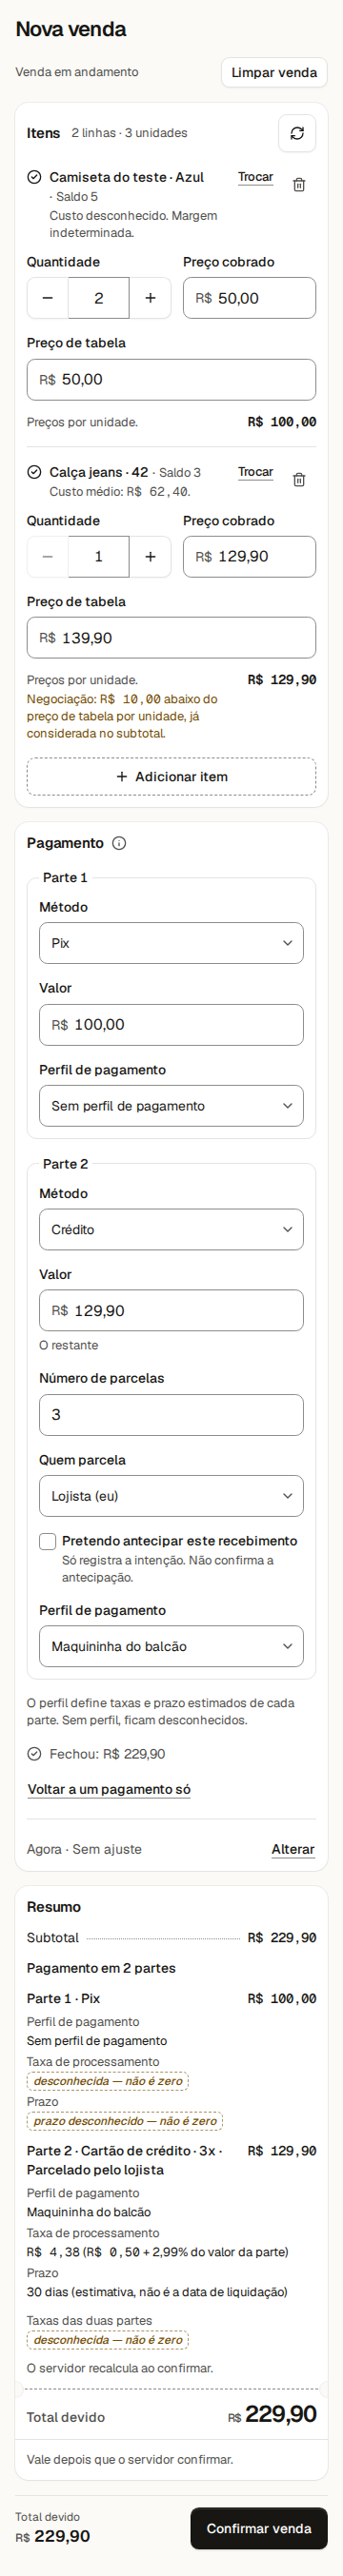 Nova venda
Venda em andamento
Limpar venda
Itens 2 linhas · 3 unidades
Camiseta do teste · Azul
· Saldo 5
Trocar
Custo desconhecido. Margem
indeterminada.
Quantidade
Preço cobrado
− 2 +
R$ 50,00
Preço de tabela
R$ 50,00
Preços por unidade.
R$ 100,00
Calça jeans · 42 · Saldo 3
Trocar
Custo médio: R$ 62,40.
Quantidade
Preço cobrado
− 1 +
R$ 129,90
Preço de tabela
R$ 139,90
Preços por unidade.
R$ 129,90
Negociação: R$ 10,00 abaixo do
preço de tabela por unidade, já
considerada no subtotal.
+ Adicionar item
Pagamento
Parte 1
Método
Pix
Valor
R$ 100,00
Perfil de pagamento
Sem perfil de pagamento
Parte 2
Método
Crédito
Valor
R$ 129,90
O restante
Número de parcelas
3
Quem parcela
Lojista (eu)
Pretendo antecipar este recebimento
Só registra a intenção. Não confirma a
antecipação.
Perfil de pagamento
Maquininha do balcão
O perfil define taxas e prazo estimados de cada
parte. Sem perfil, ficam desconhecidos.
Fechou: R$ 229,90
Voltar a um pagamento só
Agora · Sem ajuste
Alterar
Resumo
Subtotal
R$ 229,90
Pagamento em 2 partes
Parte 1 · Pix
R$ 100,00
Perfil de pagamento
Sem perfil de pagamento
Taxa de processamento
desconhecida — não é zero
Prazo
prazo desconhecido — não é zero
Parte 2 · Cartão de crédito · 3x ·
R$ 129,90
Parcelado pelo lojista
Perfil de pagamento
Maquininha do balcão
Taxa de processamento
R$ 4,38 (R$ 0,50 + 2,99% do valor da parte)
Prazo
30 dias (estimativa, não é a data de liquidação)
Taxas das duas partes
desconhecida — não é zero
O servidor recalcula ao confirmar.
Total devido
R$ 229,90
Vale depois que o servidor confirmar.
Total devido
R$ 229,90
Confirmar venda